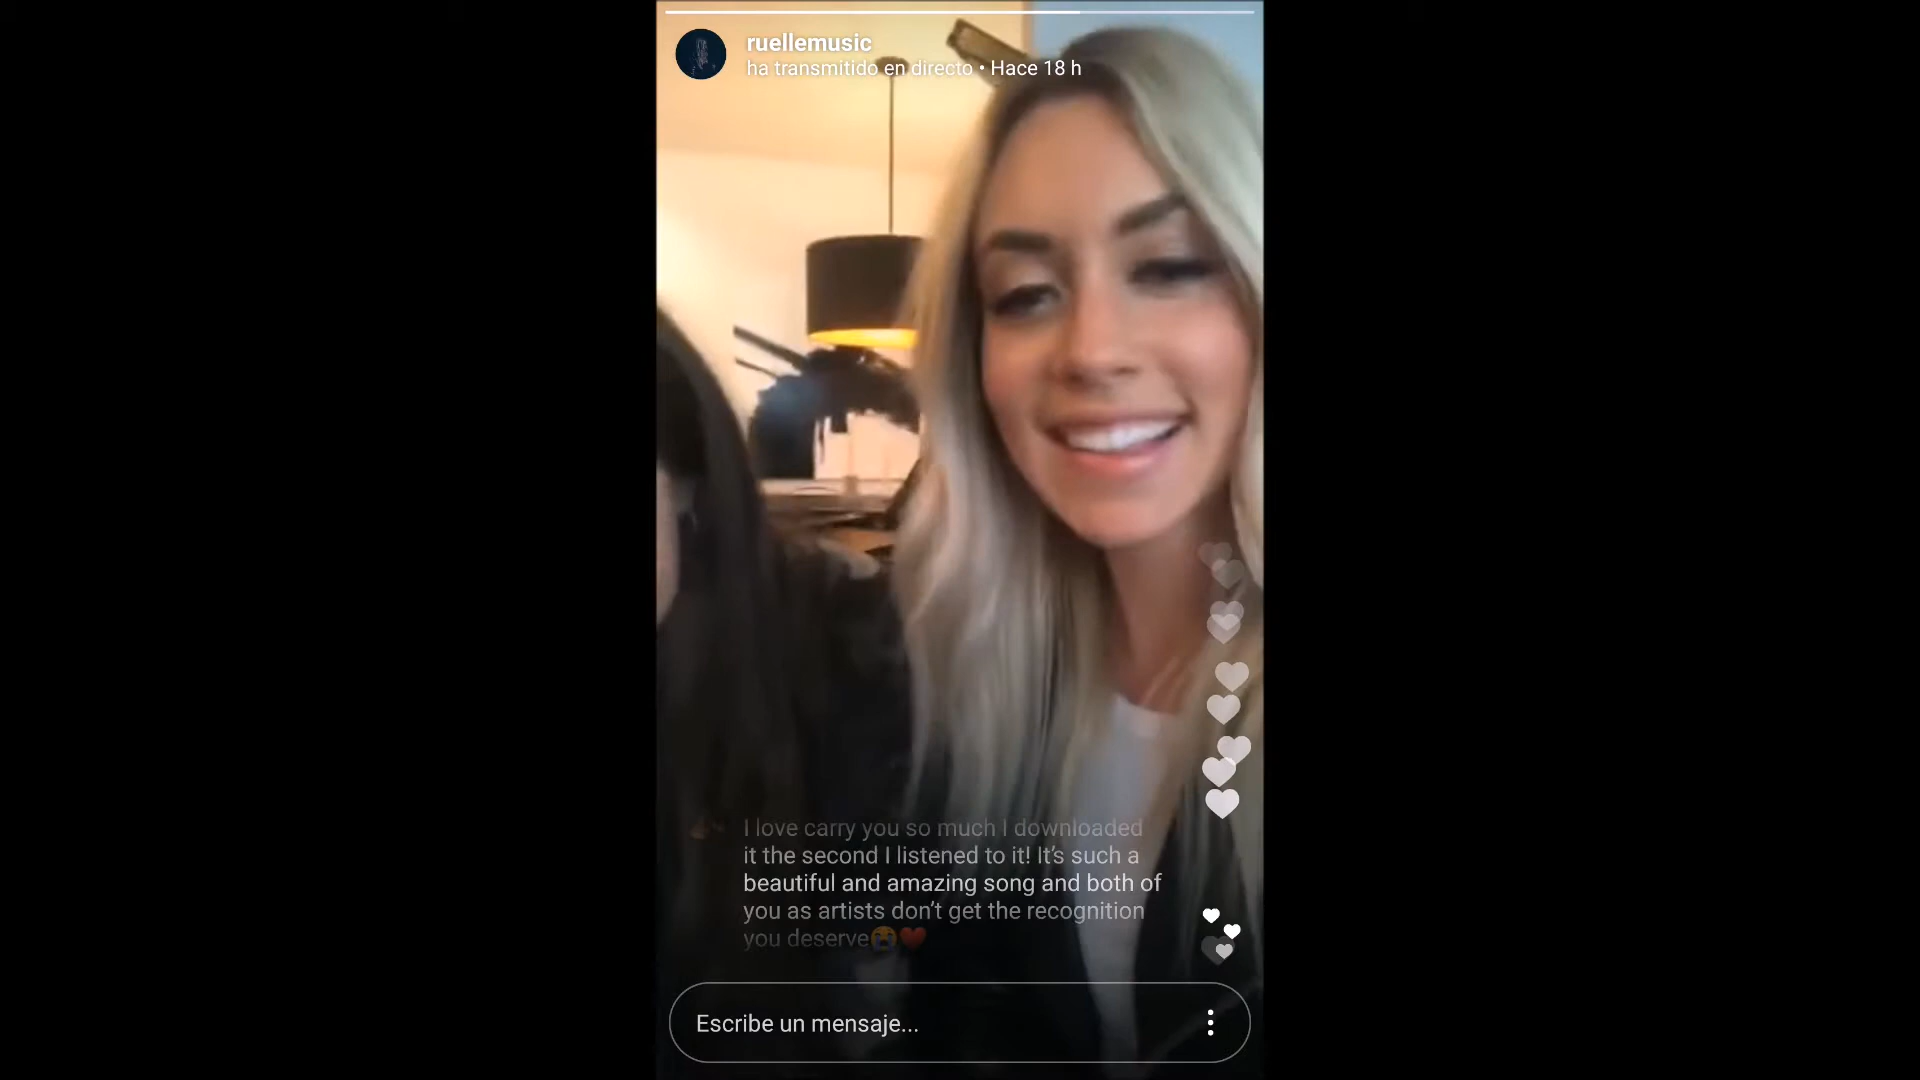 ruellemusic
ha transmitido en directo • Hace 18 h
I love carry you so much I downloaded
it the second I listened to it! It’s such a
beautiful and amazing song and both of
you as artists don’t get the recognition
you deserve😭❤️
Escribe un mensaje...